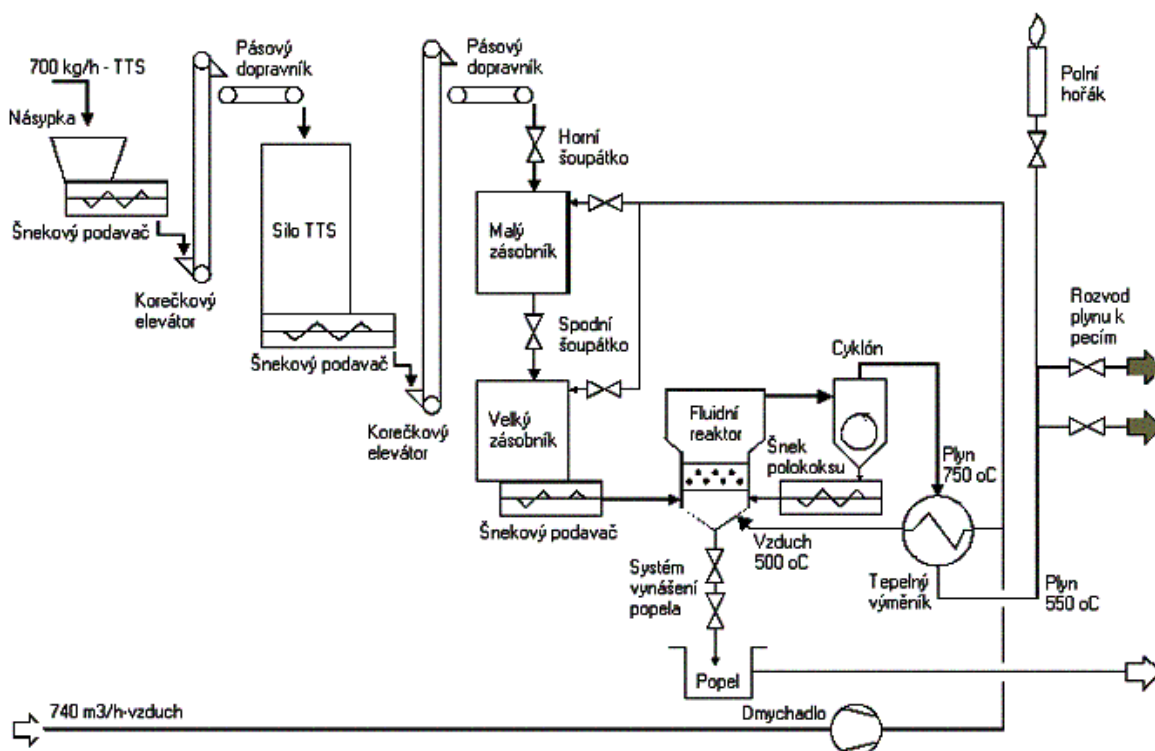 700 kg/h - TTS
Násypka
Šnekový podavač
Korečkový
elevátor
Pásový
dopravník
Silo TTS
Šnekový podavač
Korečkový
elevátor
Pásový
dopravník
Horní
šoupátko
Malý
zásobník
Spodní
šoupátko
Velký
zásobník
Šnekový podavač
Fluidní
reaktor
Cyklón
Šnek
polokoksu
Plyn
750 oC
Vzduch
500 oC
Tepelný
výměník
Plyn
550 oC
Systém
vynášení
popela
Popel
Polní
hořák
Rozvod
plynu k
pecím
740 m3/h-vzduch
Dmychadlo